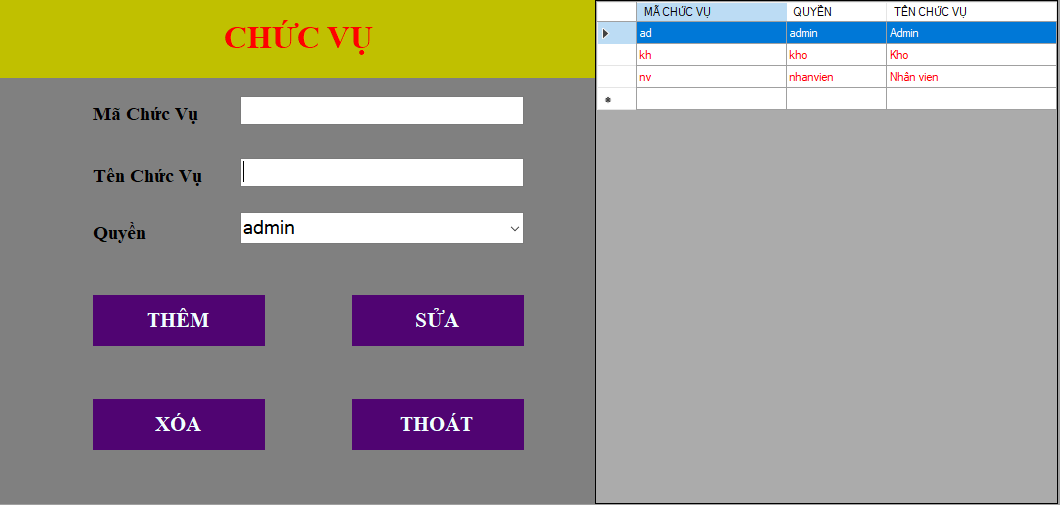 CHỨC VỤ
Mã Chức Vụ
Tên Chức Vụ
Quyền
admin
THÊM
SỬA
XÓA
THOÁT
MÃ CHỨC VỤ QUYỀN TÊN CHỨC VỤ
ad admin Admin
kh kho Kho
nv nhanvien Nhân vien